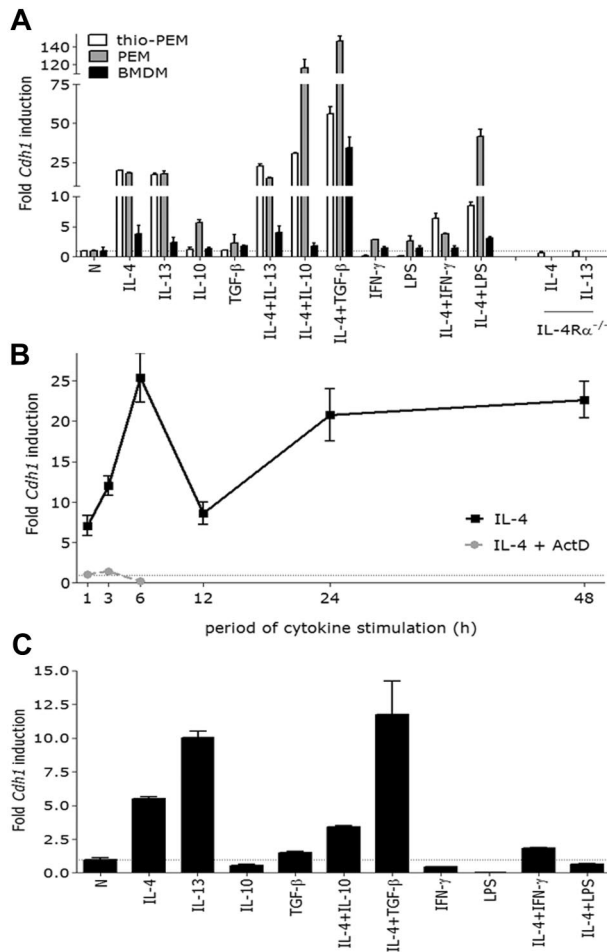 A
thio-PEM
PEM
BMDM
Fold Cdh1 induction
140
120
100
75
50
25
10
5
0
N
IL-4
IL-13
IL-10
TGF-β
IL-4+IL-13
IL-4+IL-10
IL-4+TGF-β
IFN-γ
LPS
IL-4+IFN-γ
IL-4+LPS
IL-4
IL-13
IL-4Rα-/-
B
Fold Cdh1 induction
25
20
15
10
5
0
IL-4
IL-4 + ActD
1 3 6 12 24 48
period of cytokine stimulation (h)
C
Fold Cdh1 induction
15.0
12.5
10.0
7.5
5.0
2.5
0.0
N
IL-4
IL-13
IL-10
TGF-β
IL-4+IL-10
IL-4+TGF-β
IFN-γ
LPS
IL-4+IFN-γ
IL-4+LPS